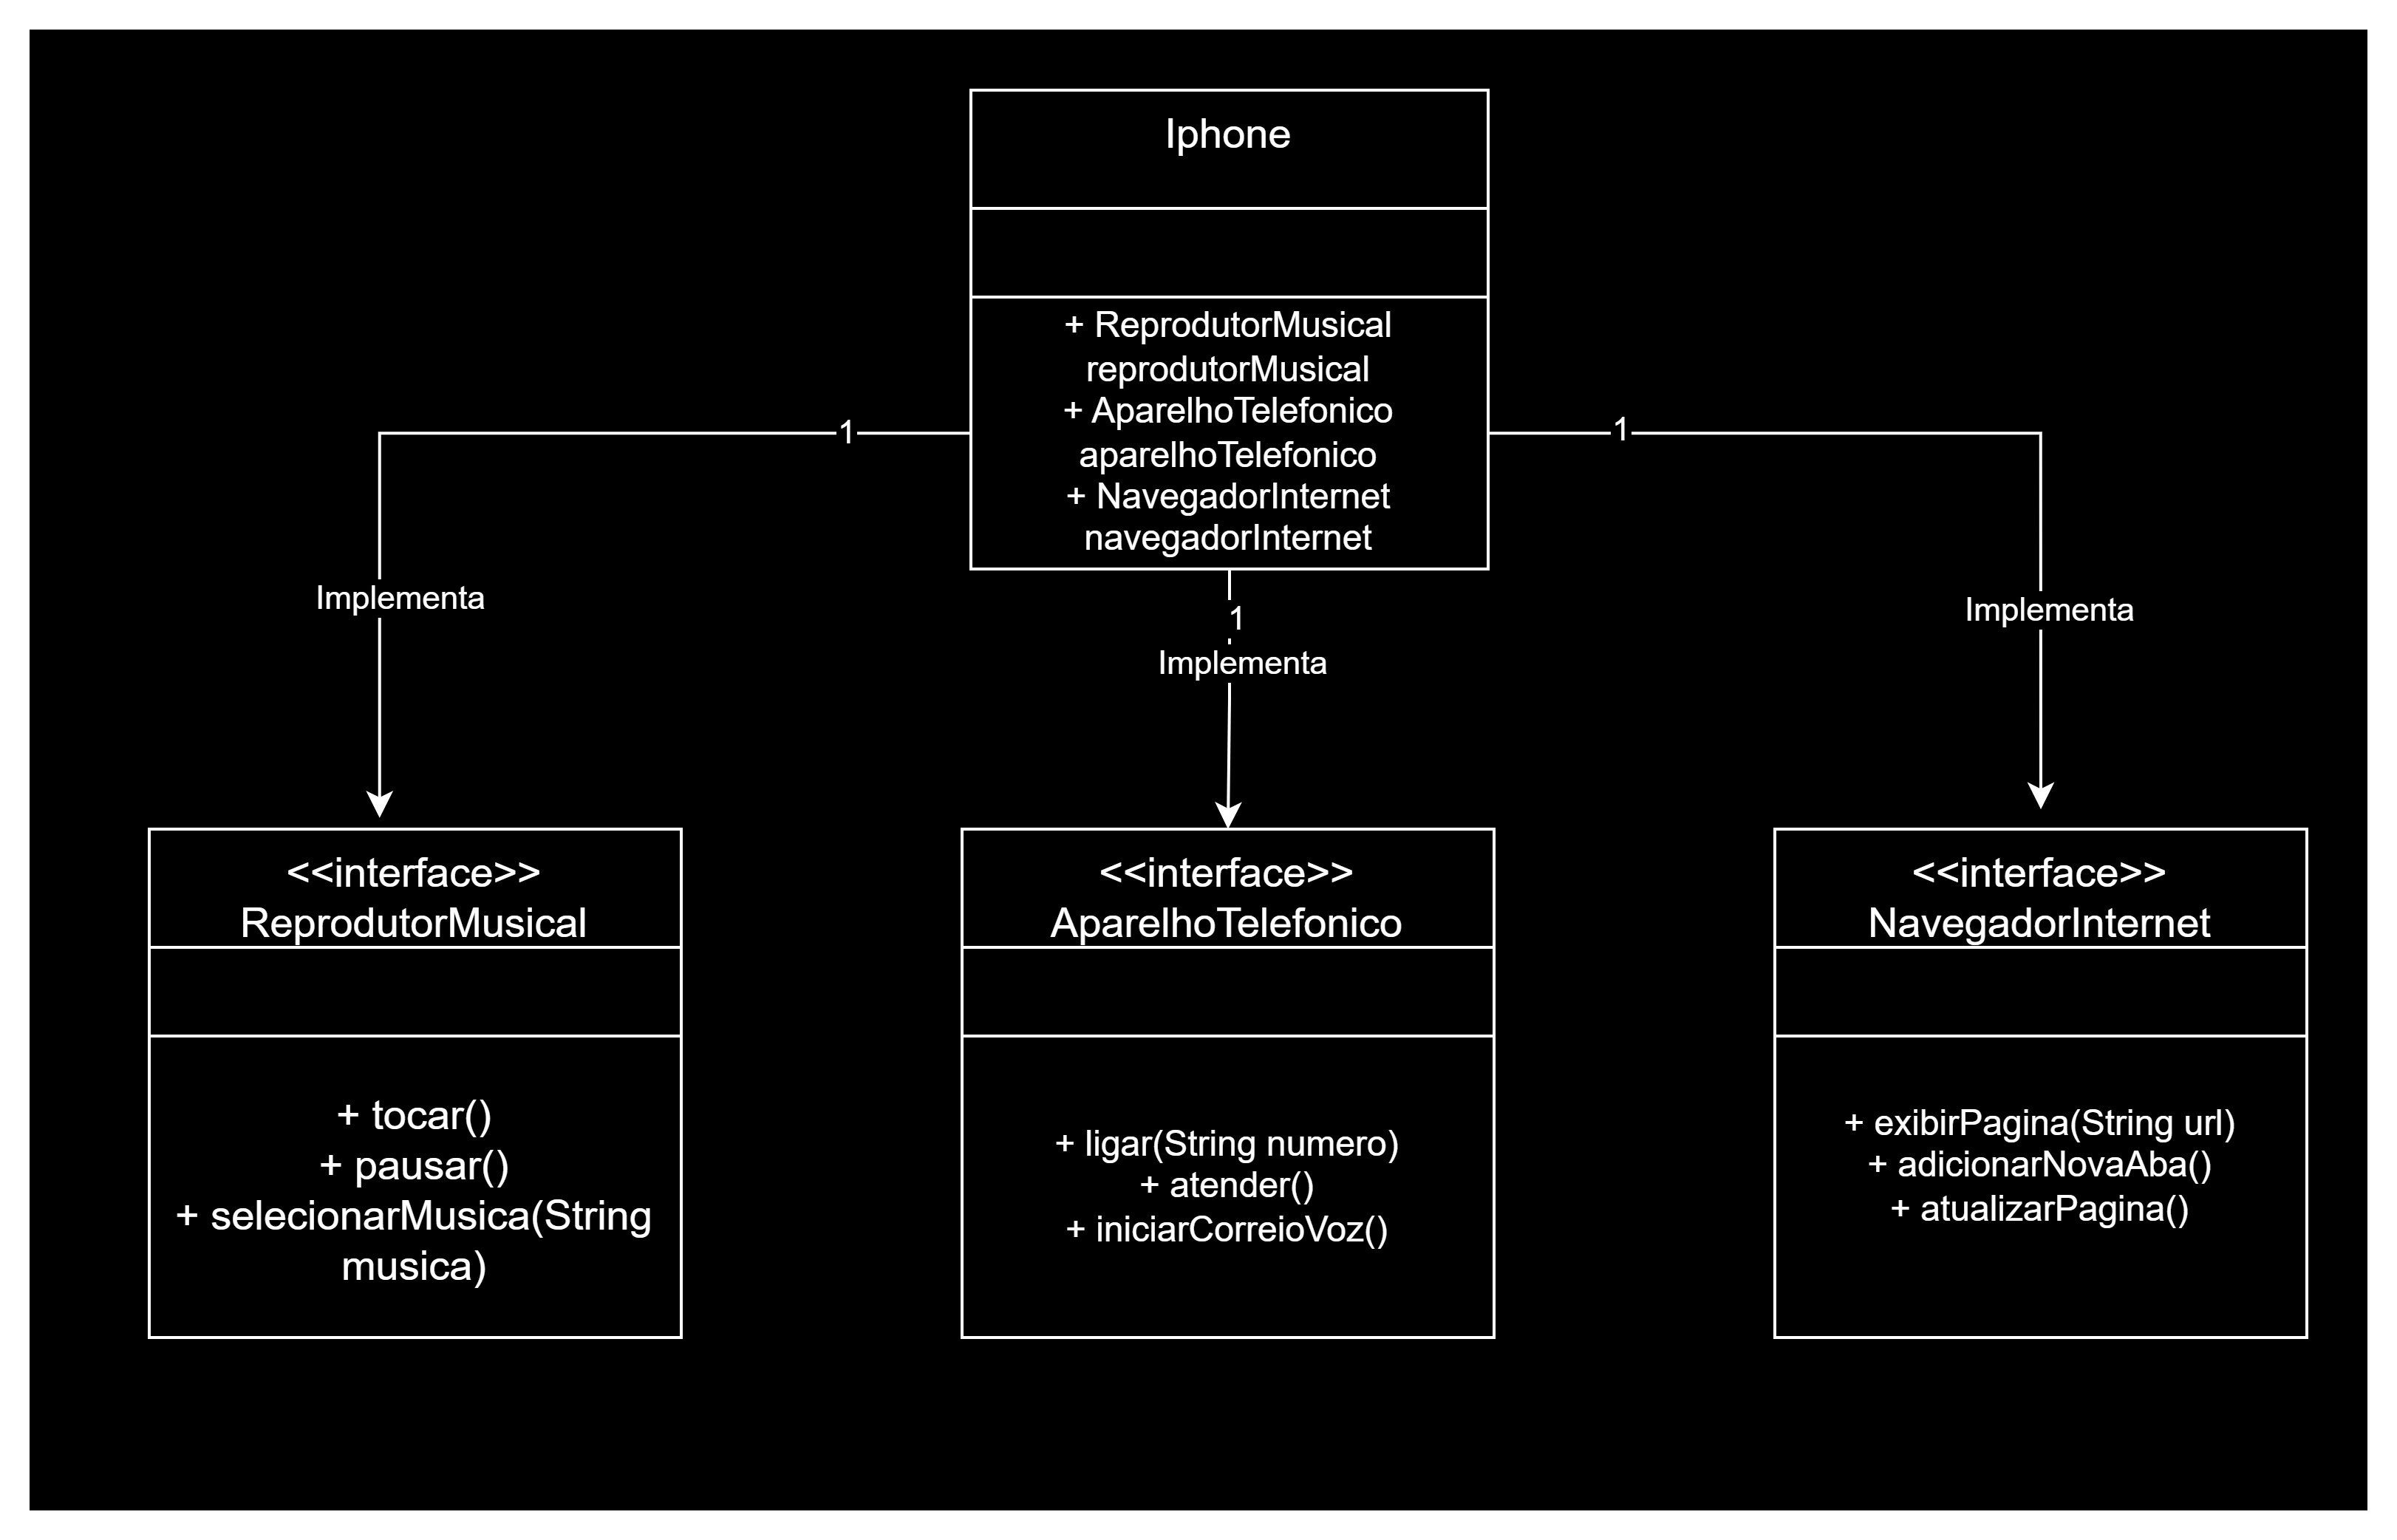 Iphone
+ ReprodutorMusical
reprodutorMusical
+ AparelhoTelefonico
aparelhoTelefonico
+ NavegadorInternet
navegadorInternet
1
1
1
Implementa
Implementa
Implementa
<<interface>>
ReprodutorMusical
+ tocar()
+ pausar()
+ selecionarMusica(String
musica)
<<interface>>
AparelhoTelefonico
+ ligar(String numero)
+ atender()
+ iniciarCorreioVoz()
<<interface>>
NavegadorInternet
+ exibirPagina(String url)
+ adicionarNovaAba()
+ atualizarPagina()